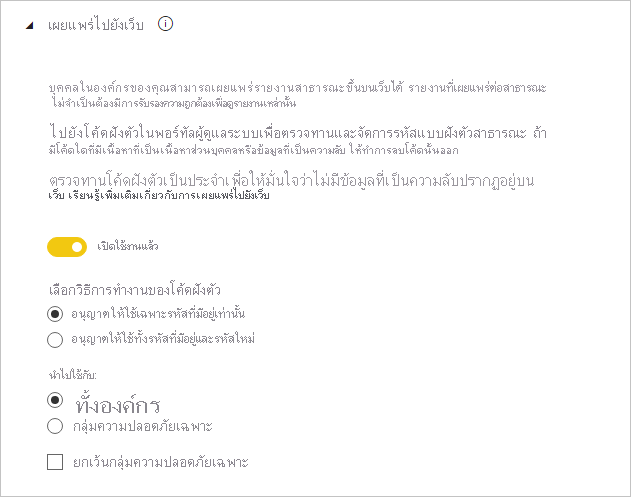 เผยแพร่ไปยังเว็บ
บุคคลในองค์กรของคุณสามารถเผยแพร่รายงานสาธารณะขึ้นบนเว็บได้ รายงานที่เผยแพร่ต่อสาธารณะ
ไม่จำเป็นต้องมีการรับรองความถูกต้องเพื่อดูรายงานเหล่านั้น
ไปยังโค้ดฝังตัวในพอร์ทัลผู้ดูแลระบบเพื่อตรวจทานและจัดการรหัสแบบฝังตัวสาธารณะ ถ้า
มีโค้ดใดที่มีเนื้อหาที่เป็นเนื้อหาส่วนบุคคลหรือข้อมูลที่เป็นความลับ ให้ทำการลบโค้ดนั้นออก
ตรวจทานโค้ดฝังตัวเป็นประจำเพื่อให้มั่นใจว่าไม่มีข้อมูลที่เป็นความลับปรากฏอยู่บน
เว็บ เรียนรู้เพิ่มเติมเกี่ยวกับการเผยแพร่ไปยังเว็บ
เปิดใช้งานแล้ว
เลือกวิธีการทำงานของโค้ดฝังตัว
อนุญาตให้ใช้เฉพาะรหัสที่มีอยู่เท่านั้น
อนุญาตให้ใช้ทั้งรหัสที่มีอยู่และรหัสใหม่
นำไปใช้กับ:
ทั้งองค์กร
กลุ่มความปลอดภัยเฉพาะ
ยกเว้นกลุ่มความปลอดภัยเฉพาะ